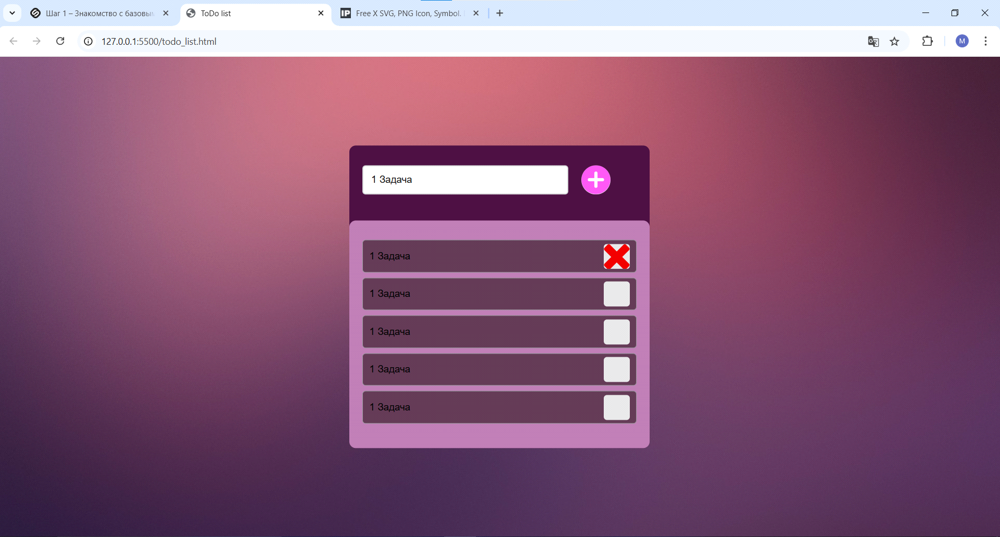 Шаг 1 – Знакомство с базовым
ToDo list
Free X SVG, PNG Icon, Symbol.
127.0.0.1:5500/todo_list.html
M
1 Задача
1 Задача
1 Задача
1 Задача
1 Задача
1 Задача